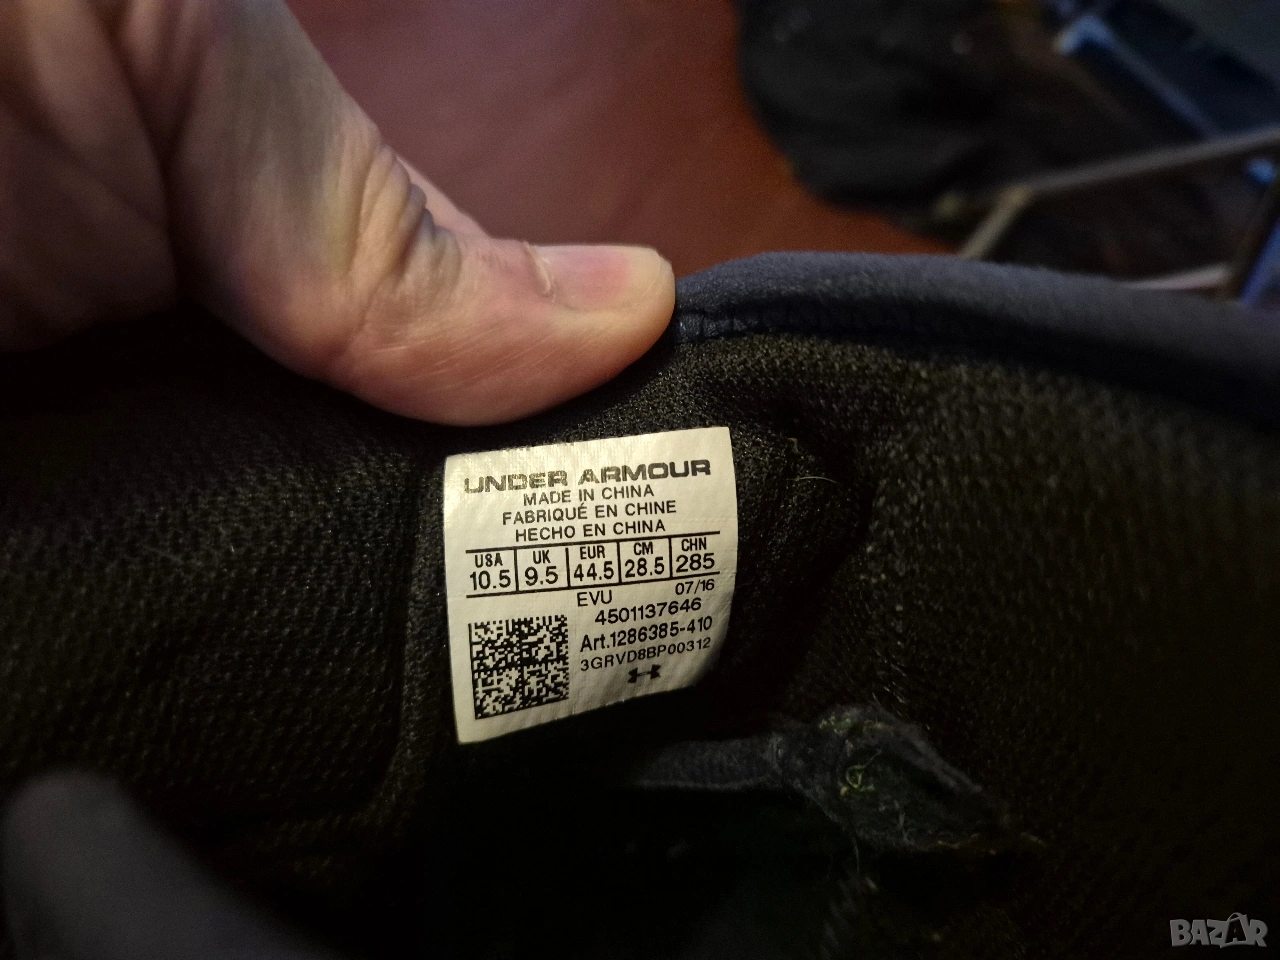 UNDER ARMOUR
MADE IN CHINA
FABRIQUÉ EN CHINE
HECHO EN CHINA
USA UK EUR CM CHN
10.5 9.5 44.5 28.5 285
EVU 07/16
4501137646
Art.1286385-410
3GRVD8BP00312
BAZAR